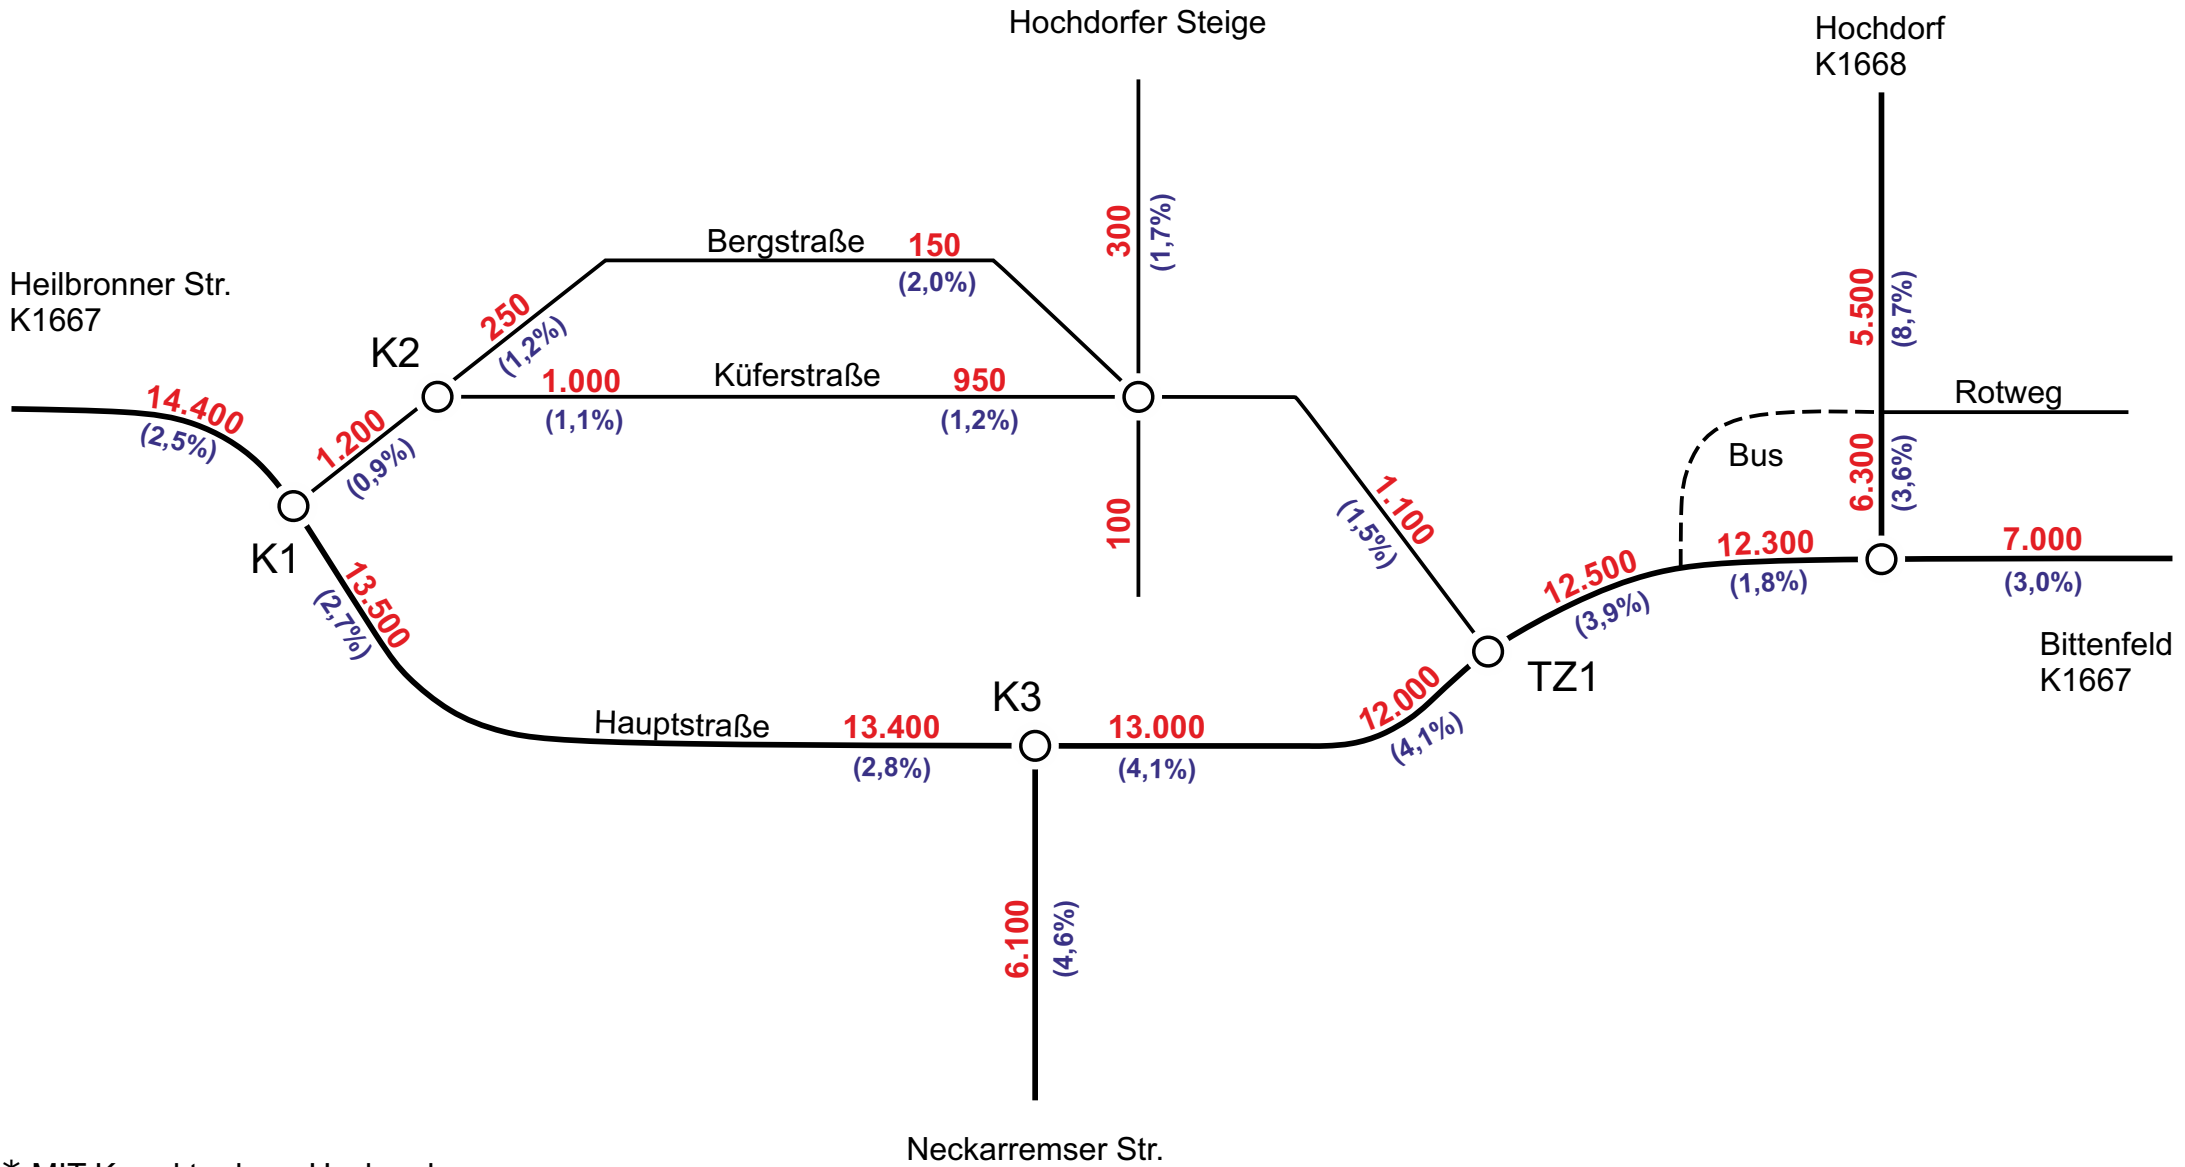 Hochdorfer Steige
Hochdorf
K1668
300
(1,7%)
Bergstraße
150
(2,0%)
Heilbronner Str.
K1667
250
(1,2%)
5.500
(8,7%)
K2
1.000
Küferstraße
950
(1,1%)
(1,2%)
14.400
(2,5%)
1.200
(0,9%)
Rotweg
Bus
6.300
(3,6%)
K1
100
1.100
(1,5%)
13.500
(2,7%)
12.500
(3,9%)
12.300
(1,8%)
7.000
(3,0%)
Bittenfeld
K1667
TZ1
K3
Hauptstraße
13.400
(2,8%)
13.000
(4,1%)
12.000
(4,1%)
6.100
(4,6%)
Neckarremser Str.
* MIT